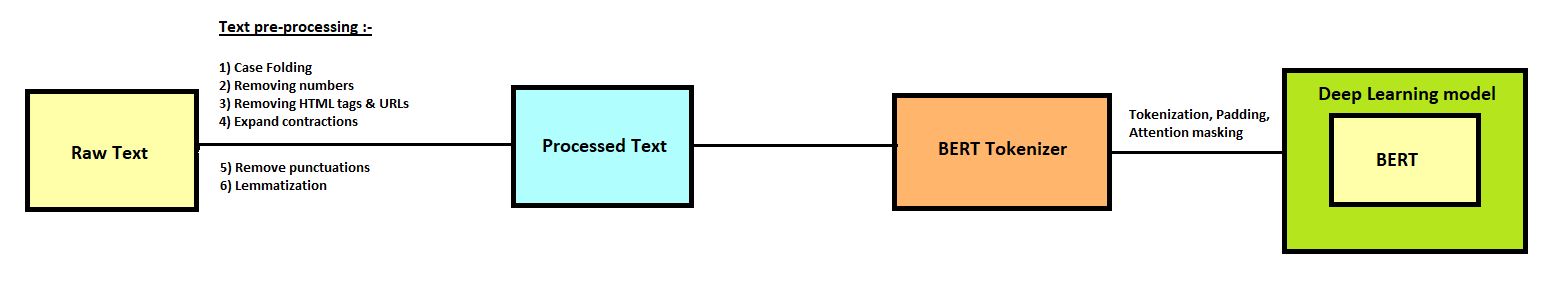 Text pre-processing :-
1) Case Folding
2) Removing numbers
3) Removing HTML tags & URLs
4) Expand contractions
5) Remove punctuations
6) Lemmatization
Raw Text
Processed Text
BERT Tokenizer
Tokenization, Padding,
Attention masking
Deep Learning model
BERT